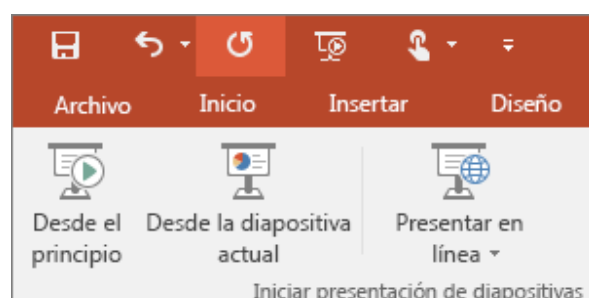 Archivo Inicio Insertar Diseño
Desde el principio
Desde la diapositiva actual
Presentar en línea
Iniciar presentación de diapositivas